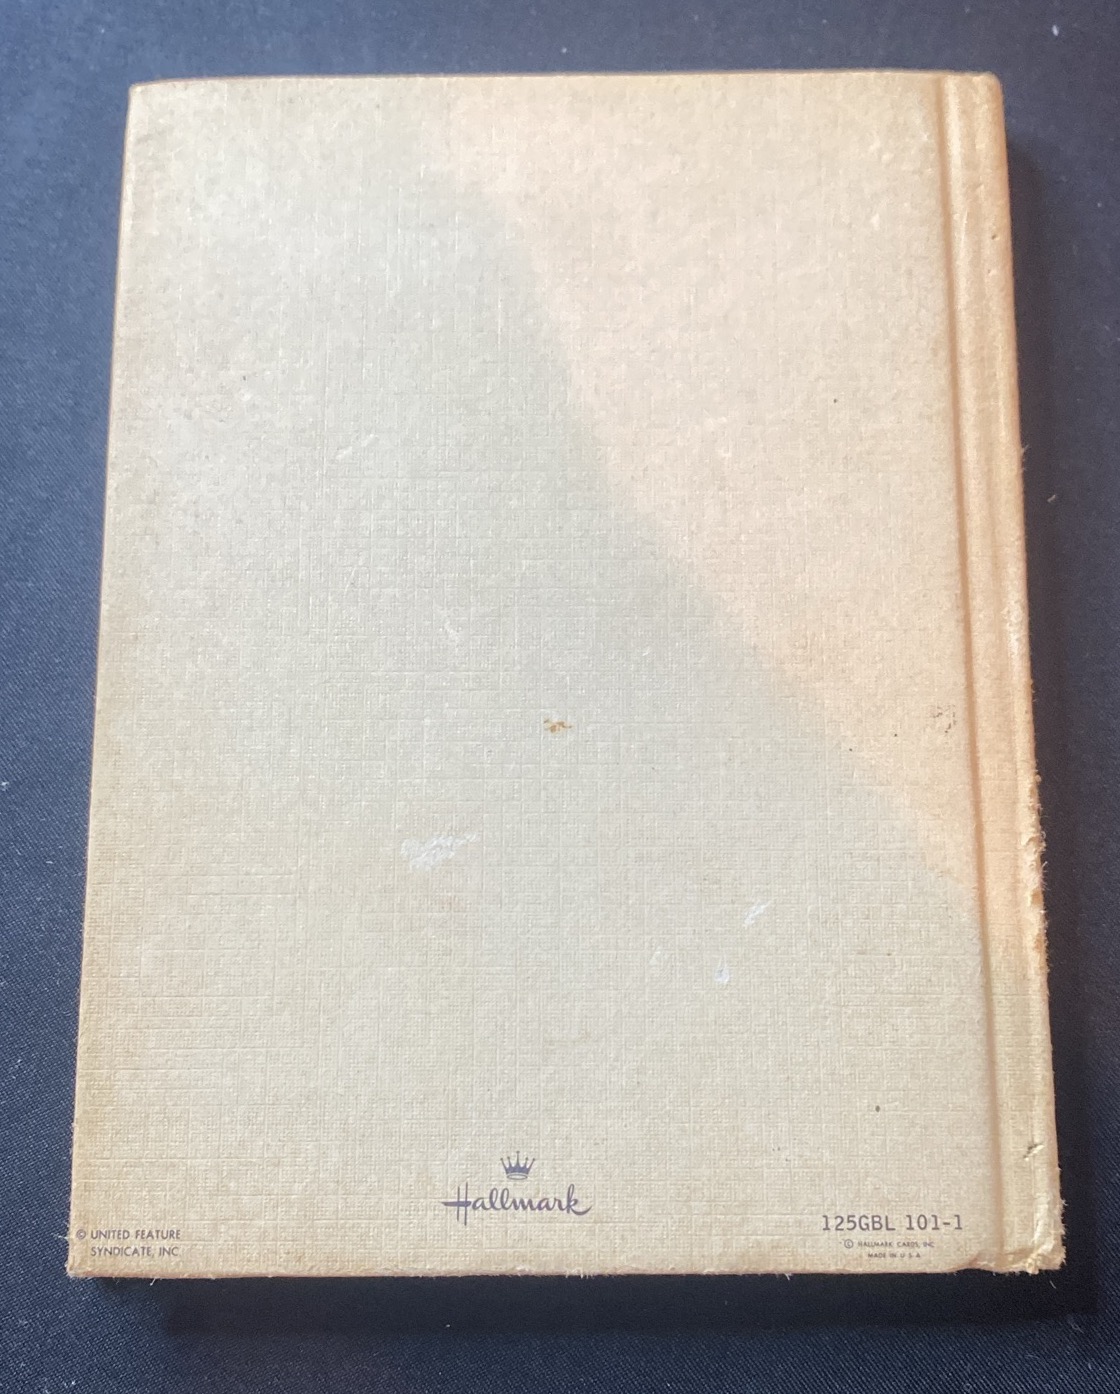 Hallmark
© UNITED FEATURE
SYNDICATE, INC
125GBL 101-1
© HALLMARK CARDS, INC
MADE IN U.S.A.